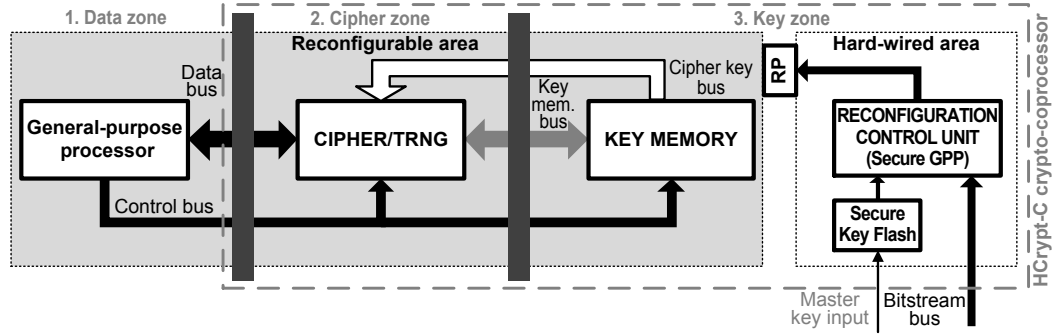 1. Data zone
2. Cipher zone
3. Key zone
Reconfigurable area
Hard-wired area
Data
bus
Key
mem.
bus
Cipher key
bus
RP
General-purpose
processor
CIPHER/TRNG
KEY MEMORY
RECONFIGURATION
CONTROL UNIT
(Secure GPP)
Control bus
Secure
Key Flash
Master
key input
Bitstream
bus
HCrypt-C crypto-coprocessor